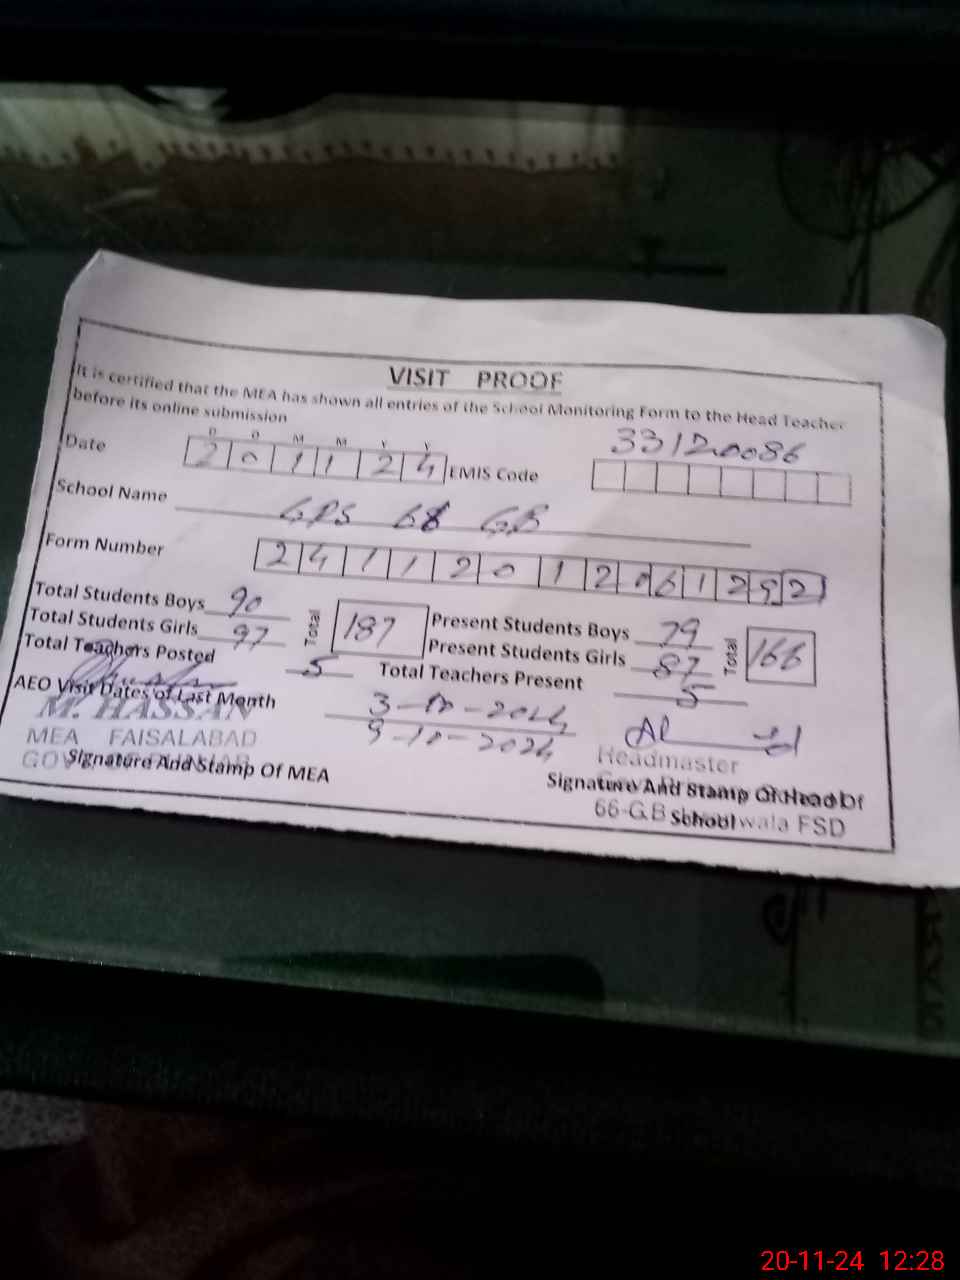 VISIT PROOF
It is certified that the MEA has shown all entries of the School Monitoring Form to the Head Teacher
before its online submission
33120086
D D M M Y Y
Date 2 0 1 1 2 4 EMIS Code
School Name GPS GB
Form Number 2 4 1 1 2 0 1 2 0 6 1 2 9 2
Total Students Boys 90 Total 187 Present Students Boys 79 Total 166
Total Students Girls 97 Present Students Girls 87
Total Teachers Posted 5 Total Teachers Present 5
AEO Visit Dates of Last Month 3-10-2024
9-10-2024
M. HASSAN
MEA FAISALABAD
Signature And Stamp Of MEA
Headmaster
Signature And Stamp Of Head Of
School
66-G.B FSD
20-11-24 12:28